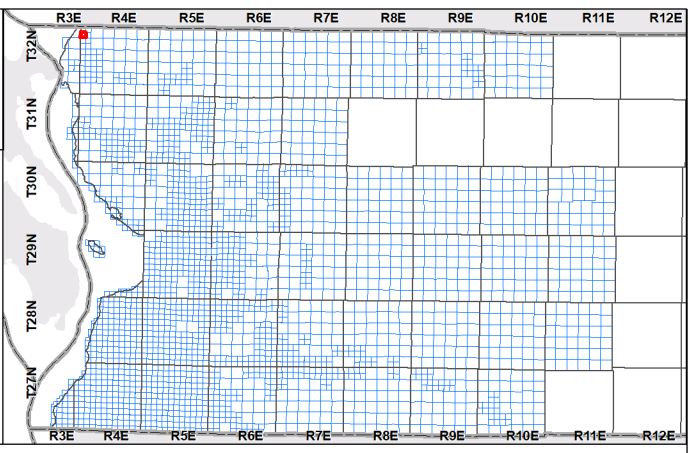 R3E R4E R5E R6E R7E R8E R9E R10E R11E R12E
T32N
T31N
T30N
T29N
T28N
T27N
R3E R4E R5E R6E R7E R8E R9E R10E R11E R12E